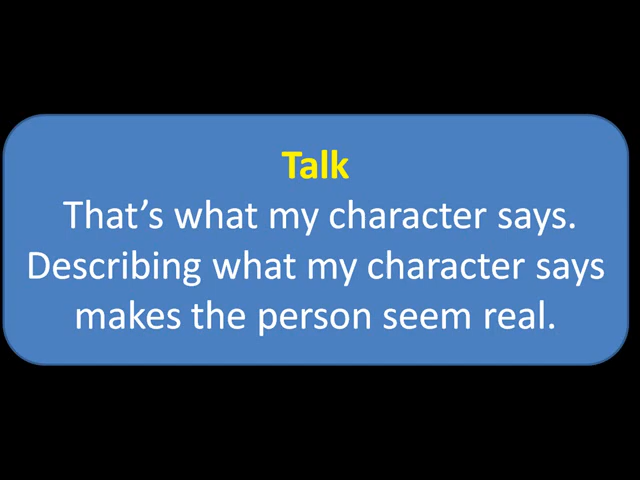 Talk
That’s what my character says.
Describing what my character says
makes the person seem real.